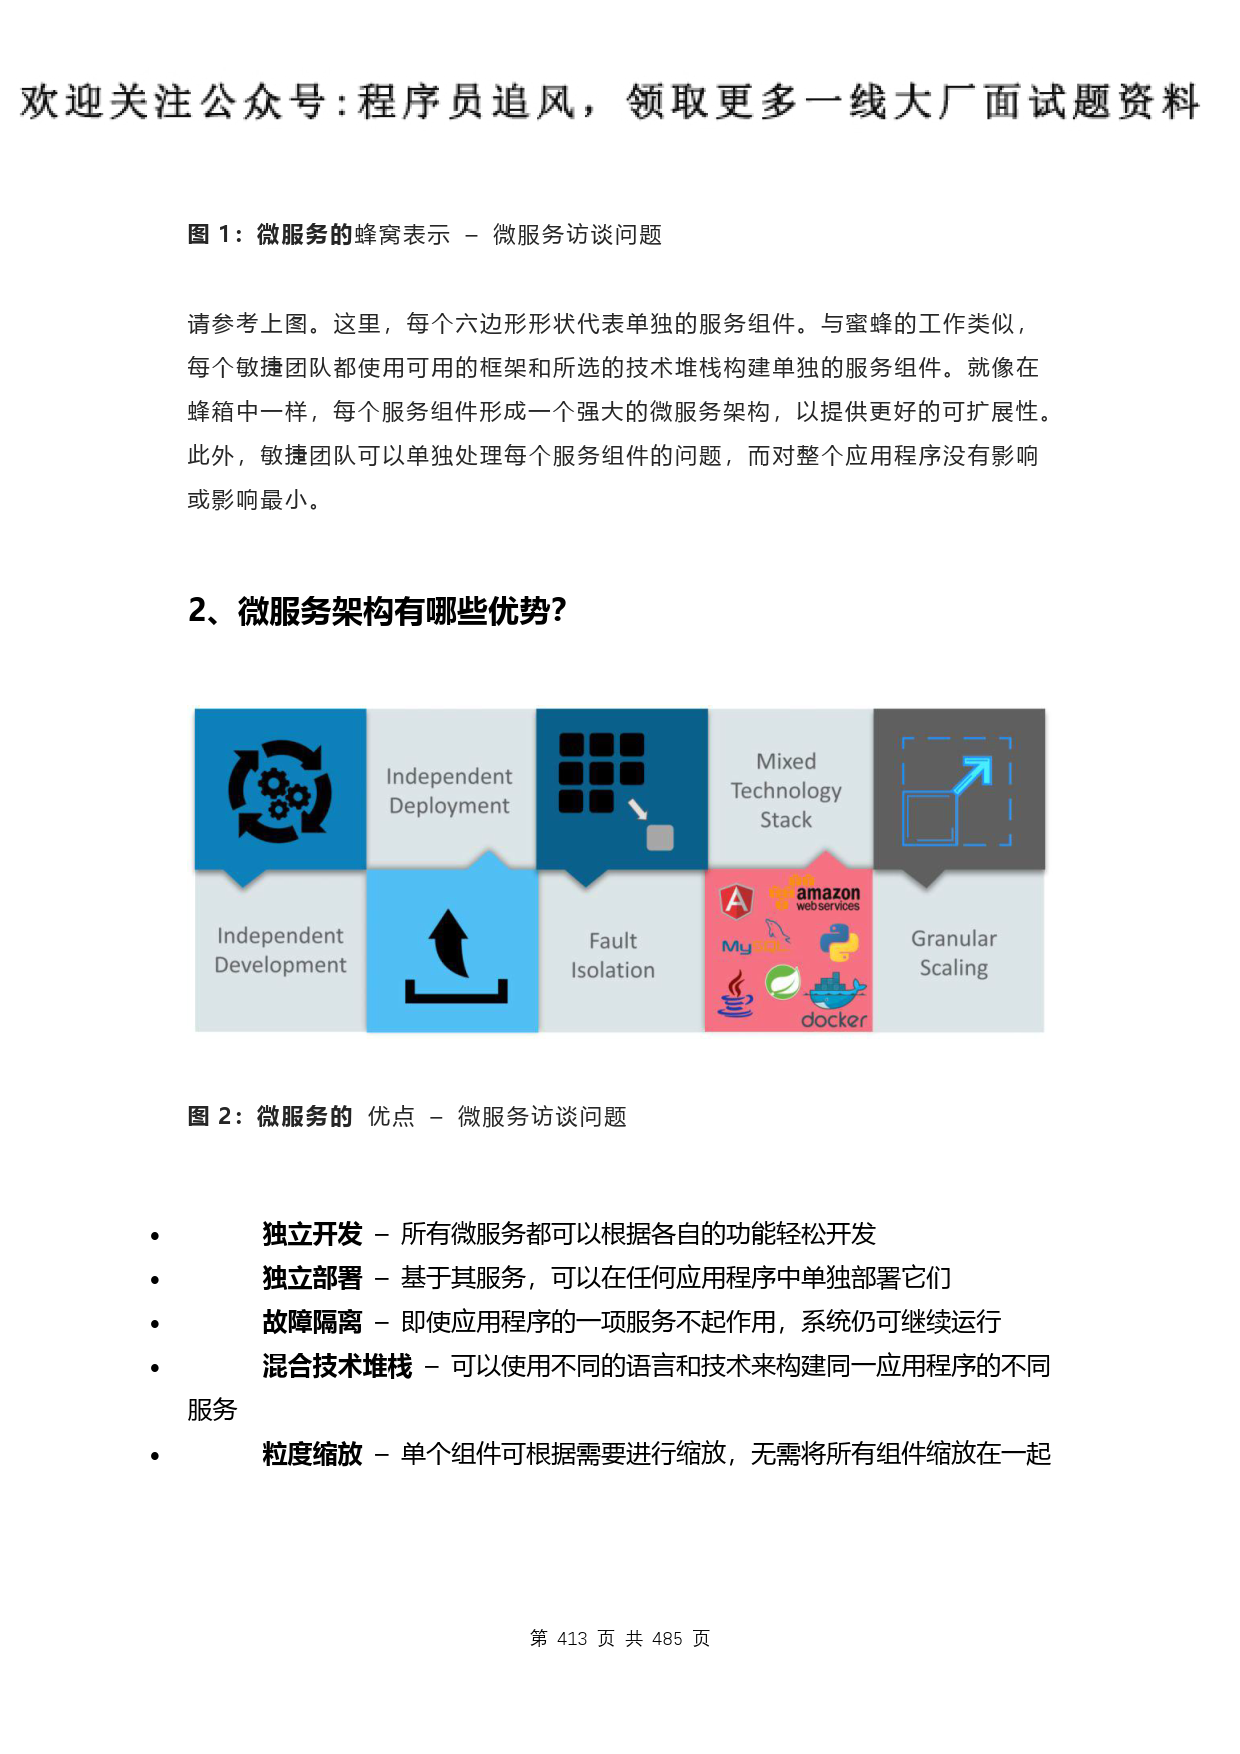 欢迎关注公众号:程序员追风，领取更多一线大厂面试题资料
图 1：微服务的蜂窝表示 – 微服务访谈问题
请参考上图。这里，每个六边形形状代表单独的服务组件。与蜜蜂的工作类似，
每个敏捷团队都使用可用的框架和所选的技术堆栈构建单独的服务组件。就像在
蜂箱中一样，每个服务组件形成一个强大的微服务架构，以提供更好的可扩展性。
此外，敏捷团队可以单独处理每个服务组件的问题，而对整个应用程序没有影响
或影响最小。
2、微服务架构有哪些优势？
Independent
Deployment
Mixed
Technology
Stack
Independent
Development
Fault
Isolation
amazon
webservices
MySQL
docker
Granular
Scaling
图 2：微服务的 优点 – 微服务访谈问题
• 独立开发 – 所有微服务都可以根据各自的功能轻松开发
• 独立部署 – 基于其服务，可以在任何应用程序中单独部署它们
• 故障隔离 – 即使应用程序的一项服务不起作用，系统仍可继续运行
• 混合技术堆栈 – 可以使用不同的语言和技术来构建同一应用程序的不同
服务
• 粒度缩放 – 单个组件可根据需要进行缩放，无需将所有组件缩放在一起
第 413 页 共 485 页